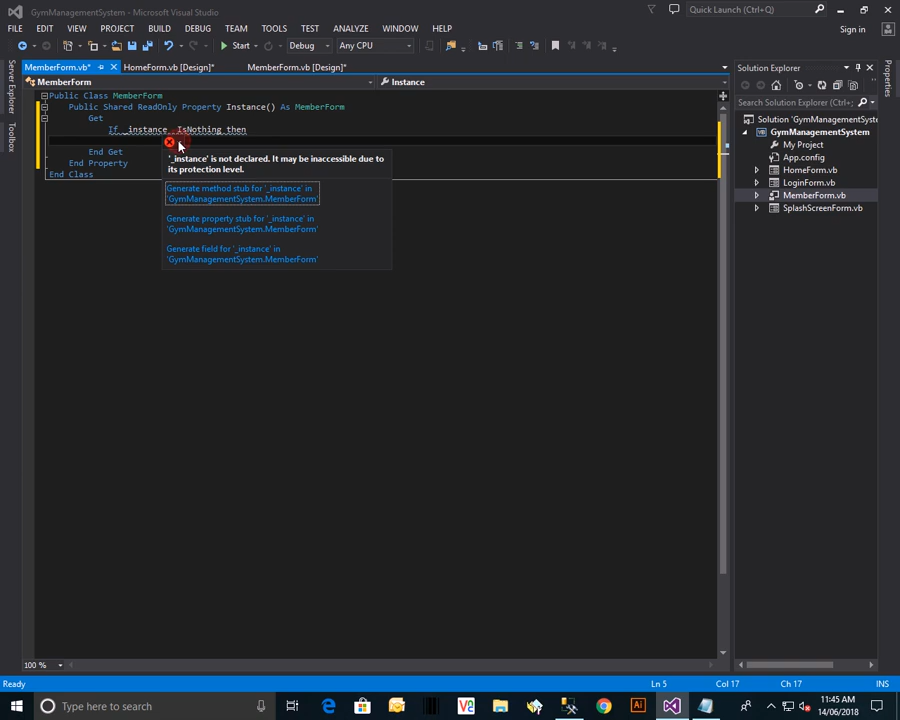 GymManagementSystem - Microsoft Visual Studio
Quick Launch (Ctrl+Q)
FILE EDIT VIEW PROJECT BUILD DEBUG TEAM TOOLS TEST ANALYZE WINDOW HELP
Sign in
Start Debug Any CPU
Server Explorer
Toolbox
MemberForm.vb* HomeForm.vb [Design]* MemberForm.vb [Design]*
MemberForm Instance
Public Class MemberForm
Public Shared ReadOnly Property Instance() As MemberForm
Get
If _instance IsNothing then
End Get
End Property
End Class
'_instance' is not declared. It may be inaccessible due to
its protection level.
Generate method stub for '_instance' in
'GymManagementSystem.MemberForm'
Generate property stub for '_instance' in
'GymManagementSystem.MemberForm'
Generate field for '_instance' in
'GymManagementSystem.MemberForm'
Solution Explorer
Search Solution Explorer (Ctrl+;)
Solution 'GymManagementSyste
GymManagementSystem
My Project
App.config
HomeForm.vb
LoginForm.vb
MemberForm.vb
SplashScreenForm.vb
Properties
100 %
Ready Ln 5 Col 17 Ch 17 INS
Type here to search
11:45 AM
14/06/2018